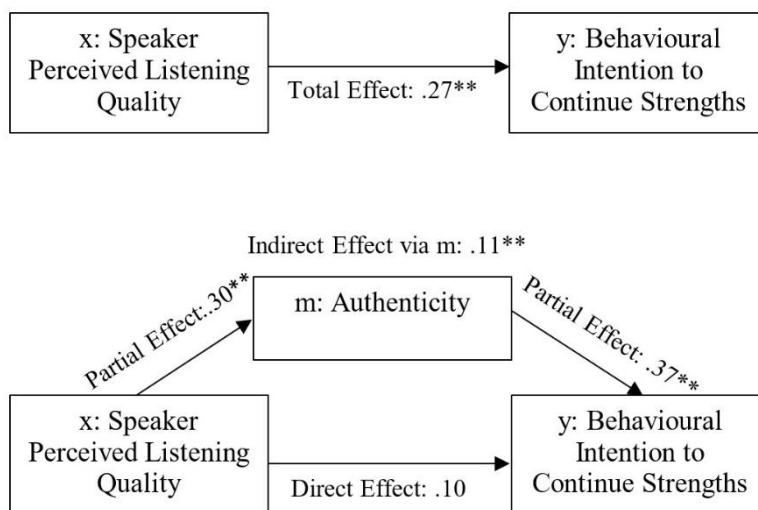 x: Speaker
Perceived Listening
Quality
Total Effect: .27**
y: Behavioural
Intention to
Continue Strengths
Indirect Effect via m: .11**
Partial Effect:.30**
m: Authenticity
Partial Effect: .37**
x: Speaker
Perceived Listening
Quality
Direct Effect: .10
y: Behavioural
Intention to
Continue Strengths